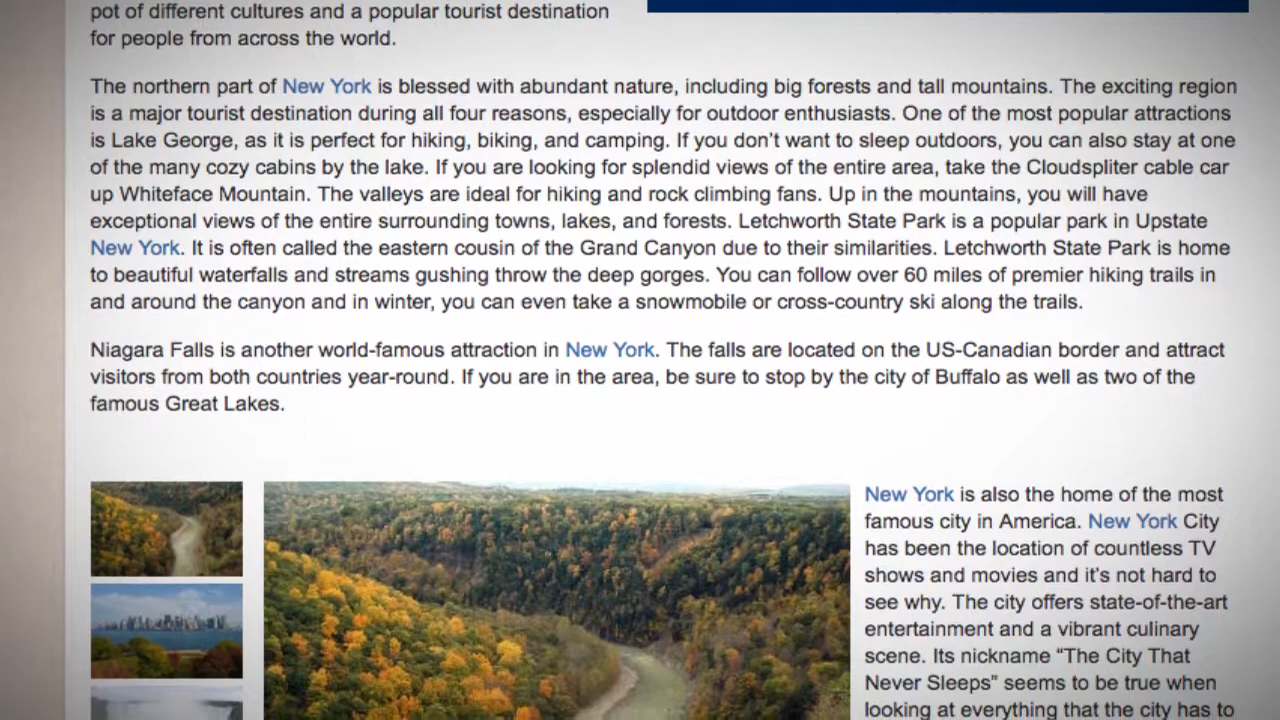 pot of different cultures and a popular tourist destination
for people from across the world.
The northern part of New York is blessed with abundant nature, including big forests and tall mountains. The exciting region
is a major tourist destination during all four reasons, especially for outdoor enthusiasts. One of the most popular attractions
is Lake George, as it is perfect for hiking, biking, and camping. If you don’t want to sleep outdoors, you can also stay at one
of the many cozy cabins by the lake. If you are looking for splendid views of the entire area, take the Cloudspliter cable car
up Whiteface Mountain. The valleys are ideal for hiking and rock climbing fans. Up in the mountains, you will have
exceptional views of the entire surrounding towns, lakes, and forests. Letchworth State Park is a popular park in Upstate
New York. It is often called the eastern cousin of the Grand Canyon due to their similarities. Letchworth State Park is home
to beautiful waterfalls and streams gushing throw the deep gorges. You can follow over 60 miles of premier hiking trails in
and around the canyon and in winter, you can even take a snowmobile or cross-country ski along the trails.
Niagara Falls is another world-famous attraction in New York. The falls are located on the US-Canadian border and attract
visitors from both countries year-round. If you are in the area, be sure to stop by the city of Buffalo as well as two of the
famous Great Lakes.
New York is also the home of the most
famous city in America. New York City
has been the location of countless TV
shows and movies and it's not hard to
see why. The city offers state-of-the-art
entertainment and a vibrant culinary
scene. Its nickname “The City That
Never Sleeps” seems to be true when
looking at everything that the city has to